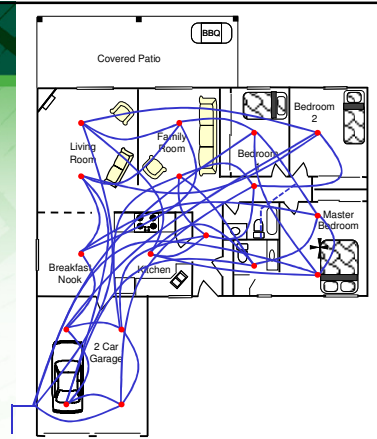 BBQ
Covered Patio
Bedroom
2
Family
Room
Living
Room
Bedroom
Master
Bedroom
Breakfast
Nook
Kitchen
2 Car
Garage